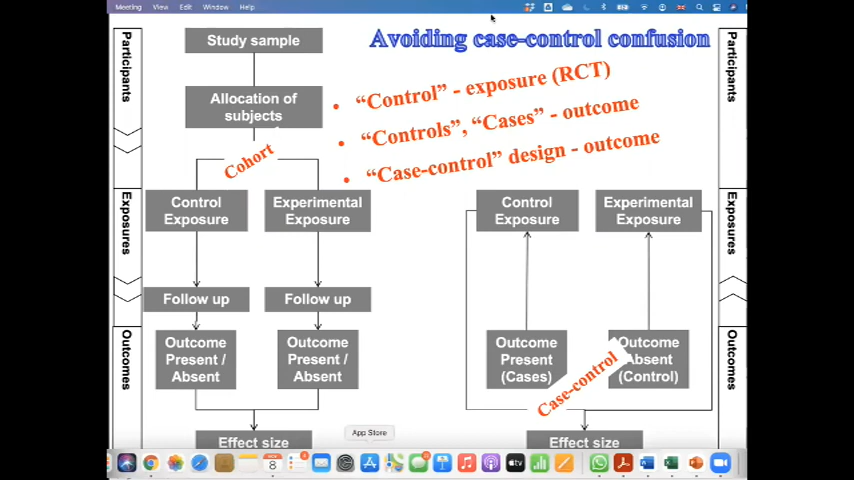 Meeting View Edit Window Help
Avoiding case-control confusion
Participants
Study sample
Allocation of
subjects
• "Control" - exposure (RCT)
• "Controls", "Cases" - outcome
• "Case-control" design - outcome
Participants
Cohort
Exposures
Control
Exposure
Experimental
Exposure
Control
Exposure
Experimental
Exposure
Exposures
Follow up
Follow up
Outcomes
Outcome
Present /
Absent
Outcome
Present /
Absent
Outcome
Present
(Cases)
Outcome
Absent
(Control)
Outcomes
Case-control
Effect size
Effect size
App Store
8
tv